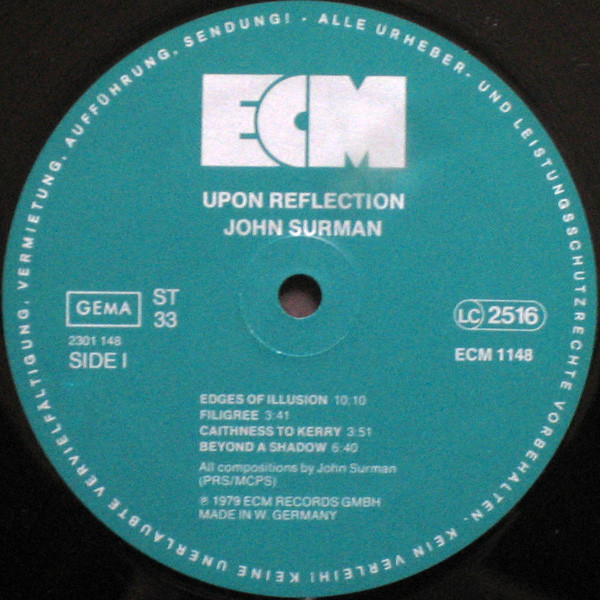 ALLE URHEBER- UND LEISTUNGSSCHUTZRECHTE VORBEHALTEN. KEIN VERLEIH! KEINE UNERLAUBTE VERVIELFÄLTIGUNG, VERMIETUNG, AUFFÜHRUNG, SENDUNG! -
ECM
UPON REFLECTION
JOHN SURMAN
GEMA
ST
33
2301 148
SIDE I
LC 2516
ECM 1148
EDGES OF ILLUSION 10:10
FILIGREE 3:41
CAITHNESS TO KERRY 3:51
BEYOND A SHADOW 6:40
All compositions by John Surman
(PRS/MCPS)
℗ 1979 ECM RECORDS GMBH
MADE IN W. GERMANY